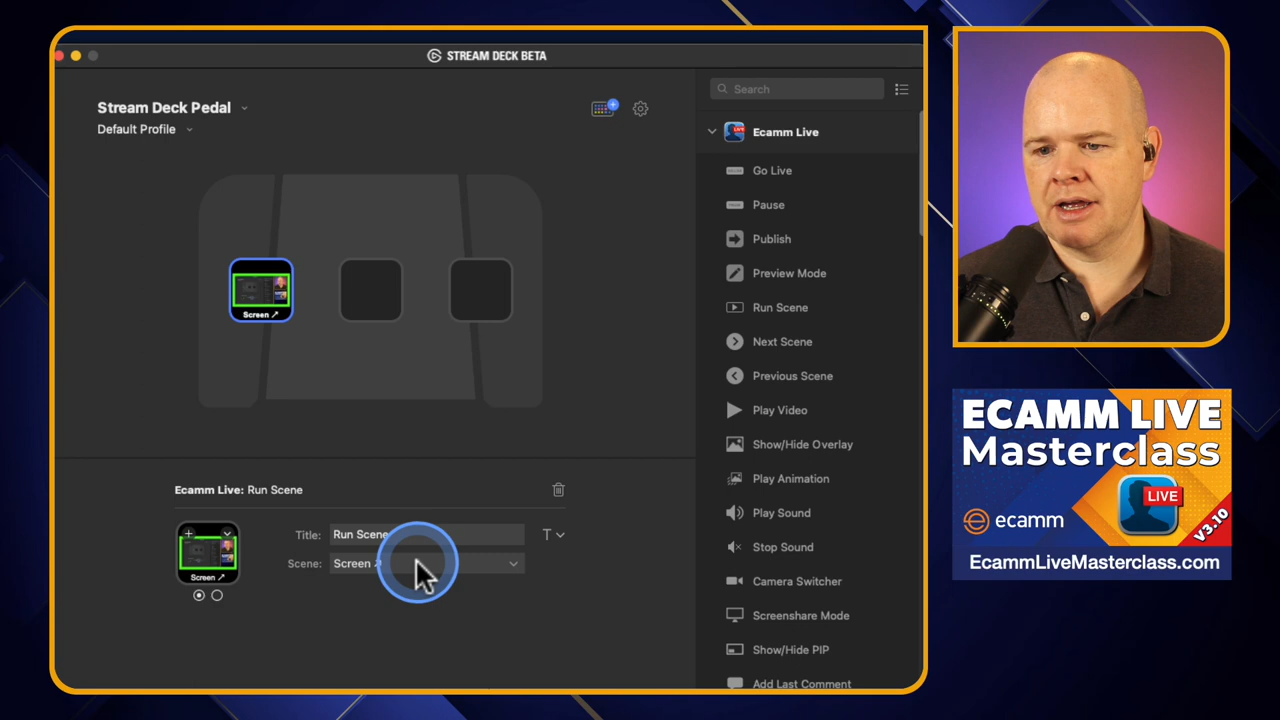 STREAM DECK BETA
Stream Deck Pedal
Default Profile
Screen ↗
Ecamm Live: Run Scene
Title: Run Scene
Scene: Screen ↗
Screen ↗
Search
Ecamm Live
Go Live
Pause
Publish
Preview Mode
Run Scene
Next Scene
Previous Scene
Play Video
Show/Hide Overlay
Play Animation
Play Sound
Stop Sound
Camera Switcher
Screenshare Mode
Show/Hide PIP
Add Last Comment
ECAMM LIVE
Masterclass
LIVE
ecamm
v3.10
EcammLiveMasterclass.com